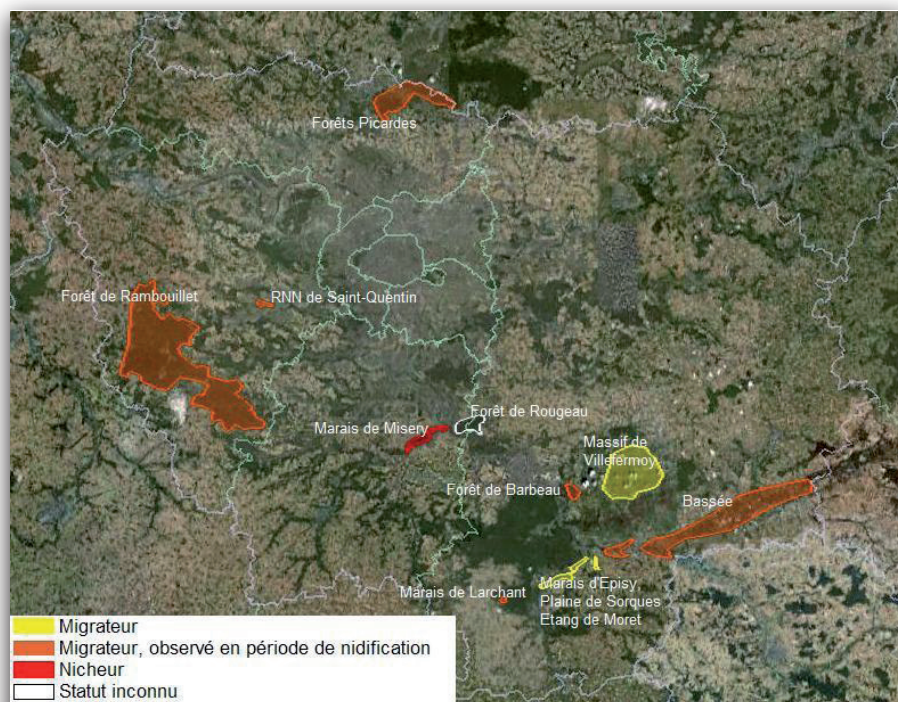 Forêts Picardes
Forêt de Rambouillet
RNN de Saint-Quentin
Forêt de Rougeau
Marais de Misery
Massif de
Villefermoy
Forêt de Barbeau
Bassée
Marais d'Episy
Plaine de Sorques
Etang de Moret
Marais de Larchant
Migrateur
Migrateur, observé en période de nidification
Nicheur
Statut inconnu